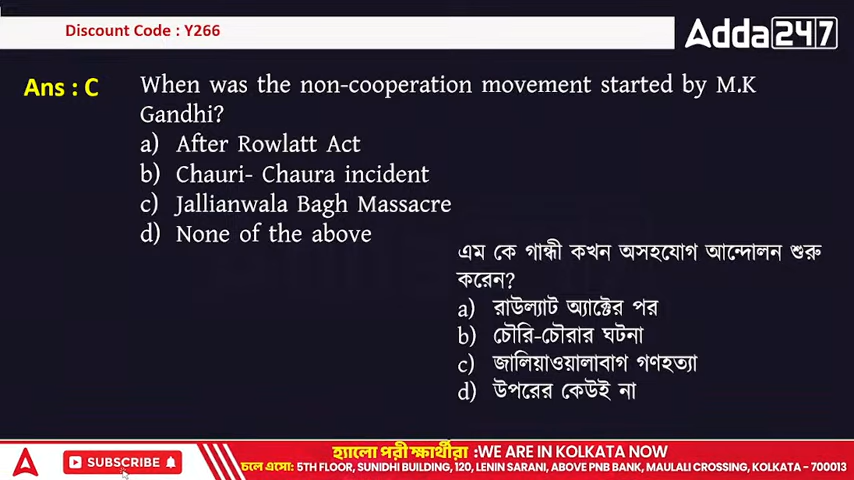 Discount Code : Y266
Adda247
Ans : C
When was the non-cooperation movement started by M.K
Gandhi?
a) After Rowlatt Act
b) Chauri- Chaura incident
c) Jallianwala Bagh Massacre
d) None of the above
এম কে গান্ধী কখন অসহযোগ আন্দোলন শুরু
করেন?
a) রাউল্যাট অ্যাক্টের পর
b) চৌরি-চৌরার ঘটনা
c) জালিয়াওয়ালাবাগ গণহত্যা
d) উপরের কেউই না
হ্যালো পরীক্ষার্থীরা :WE ARE IN KOLKATA NOW
SUBSCRIBE
চলে এসো: 5TH FLOOR, SUNIDHI BUILDING, 120, LENIN SARANI, ABOVE PNB BANK, MAULALI CROSSING, KOLKATA - 700013